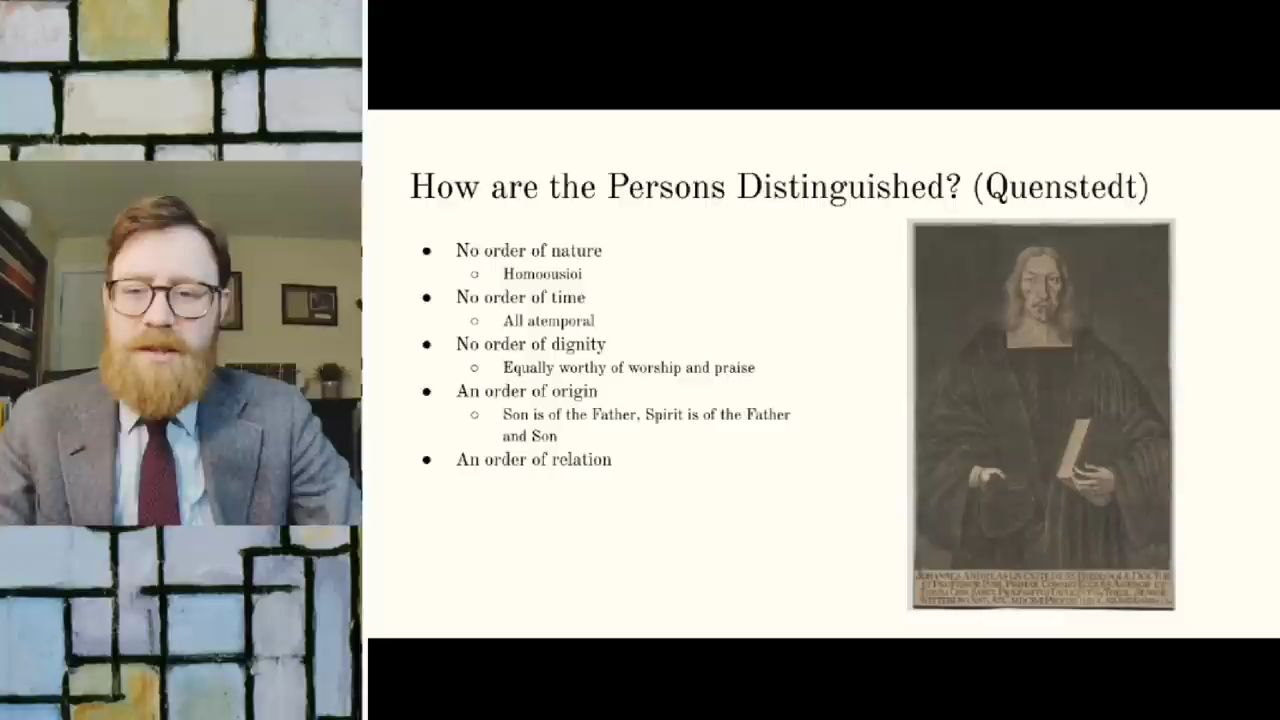 How are the Persons Distinguished? (Quenstedt)
● No order of nature
○ Homoousioi
● No order of time
○ All atemporal
● No order of dignity
○ Equally worthy of worship and praise
● An order of origin
○ Son is of the Father, Spirit is of the Father
and Son
● An order of relation